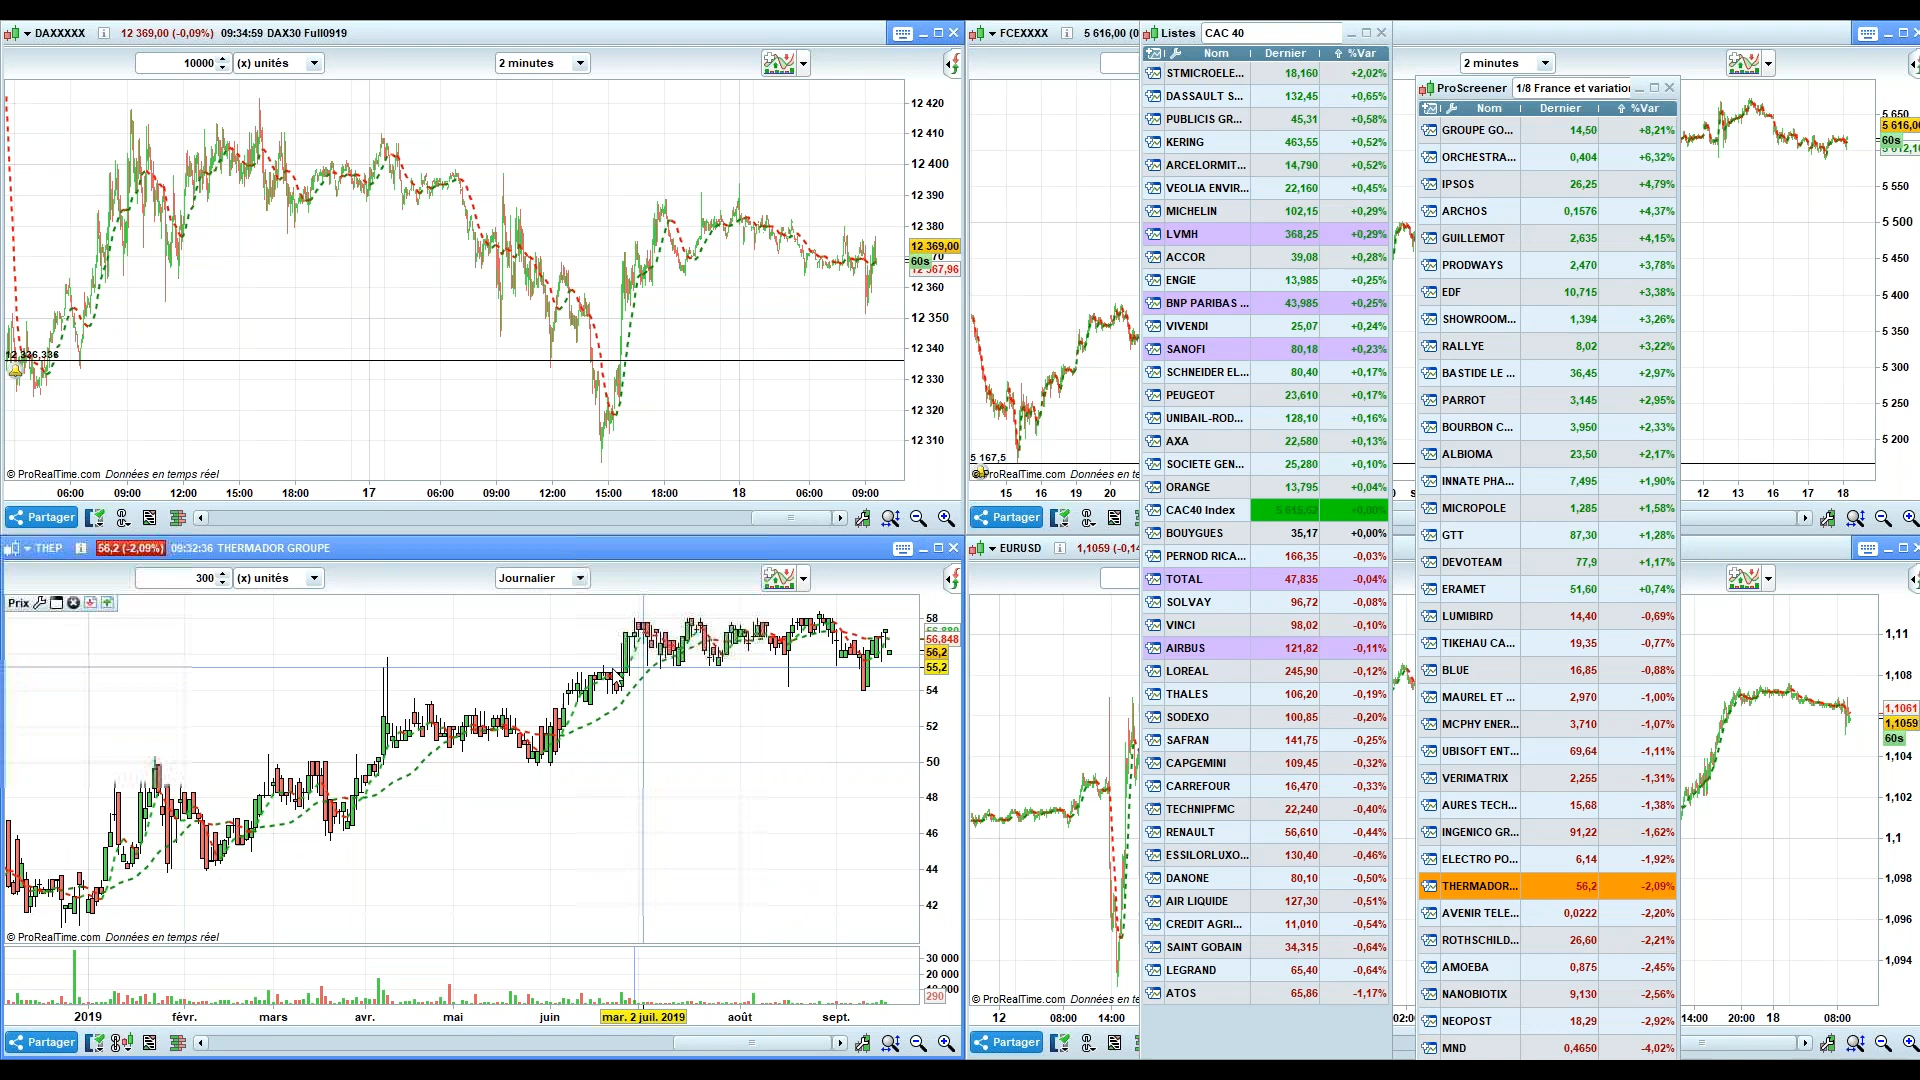 DAXXXXX 12 369,00 (-0,09%) 09:34:59 DAX30 Full0919
10000 (x) unités 2 minutes
12 420
12 410
12 400
12 390
12 380
12 369,00
60s
12 360
12 350
12 340
12 330
12 320
12 310
12 336,336
© ProRealTime.com Données en temps réel
06:00 09:00 12:00 15:00 18:00 17 06:00 09:00 12:00 15:00 18:00 18 06:00 09:00
Partager
THEP 56,2 (-2,09%) 09:32:36 THERMADOR GROUPE
300 (x) unités Journalier
Prix
58
56,848
56,2
55,2
54
52
50
48
46
44
42
© ProRealTime.com Données en temps réel
30 000
20 000
290
2019 févr. mars avr. mai juin mar. 2 juil. 2019 août sept.
Partager
FCEXXXX 5 616,00 (0
5 167,5
© ProRealTime.com Données en te
15 16 19 20
Partager
EURUSD 1,1059 (-0,14
© ProRealTime.com Données en te
12 08:00 14:00
Partager
Listes CAC 40
Nom Dernier %Var
STMICROELE... 18,160 +2,02%
DASSAULT S... 132,45 +0,65%
PUBLICIS GR... 45,31 +0,58%
KERING 463,55 +0,52%
ARCELORMIT... 14,790 +0,52%
VEOLIA ENVIR... 22,160 +0,45%
MICHELIN 102,15 +0,29%
LVMH 368,25 +0,29%
ACCOR 39,08 +0,28%
ENGIE 13,985 +0,25%
BNP PARIBAS ... 43,985 +0,25%
VIVENDI 25,07 +0,24%
SANOFI 80,18 +0,23%
SCHNEIDER EL... 80,40 +0,17%
PEUGEOT 23,610 +0,17%
UNIBAIL-ROD... 128,10 +0,16%
AXA 22,580 +0,13%
SOCIETE GEN... 25,280 +0,10%
ORANGE 13,795 +0,04%
CAC40 Index 5 615,52 +0,00%
BOUYGUES 35,17 +0,00%
PERNOD RICA... 166,35 -0,03%
TOTAL 47,835 -0,04%
SOLVAY 96,72 -0,08%
VINCI 98,02 -0,10%
AIRBUS 121,82 -0,11%
LOREAL 245,90 -0,12%
THALES 106,20 -0,19%
SODEXO 100,85 -0,20%
SAFRAN 141,75 -0,25%
CAPGEMINI 109,45 -0,32%
CARREFOUR 16,470 -0,33%
TECHNIPFMC 22,240 -0,40%
RENAULT 56,610 -0,44%
ESSILORLUXO... 130,40 -0,46%
DANONE 80,10 -0,50%
AIR LIQUIDE 127,30 -0,51%
CREDIT AGRI... 11,010 -0,54%
SAINT GOBAIN 34,315 -0,64%
LEGRAND 65,40 -0,64%
ATOS 65,86 -1,17%
2 minutes
ProScreener 1/8 France et variation
Nom Dernier %Var
GROUPE GO... 14,50 +8,21%
ORCHESTRA... 0,404 +6,32%
IPSOS 26,25 +4,79%
ARCHOS 0,1576 +4,37%
GUILLEMOT 2,635 +4,15%
PRODWAYS 2,470 +3,78%
EDF 10,715 +3,38%
SHOWROOM... 1,394 +3,26%
RALLYE 8,02 +3,22%
BASTIDE LE ... 36,45 +2,97%
PARROT 3,145 +2,95%
BOURBON C... 3,950 +2,33%
ALBIOMA 23,50 +2,17%
INNATE PHA... 7,495 +1,90%
MICROPOLE 1,285 +1,58%
GTT 87,30 +1,28%
DEVOTEAM 77,9 +1,17%
ERAMET 51,60 +0,74%
LUMIBIRD 14,40 -0,69%
TIKEHAU CA... 19,35 -0,77%
BLUE 16,85 -0,88%
MAUREL ET ... 2,970 -1,00%
MCPHY ENER... 3,710 -1,07%
UBISOFT ENT... 69,64 -1,11%
VERIMATRIX 2,255 -1,31%
AURES TECH... 15,68 -1,38%
INGENICO GR... 91,22 -1,62%
ELECTRO PO... 6,14 -1,92%
THERMADOR... 56,2 -2,09%
AVENIR TELE... 0,0222 -2,20%
ROTHSCHILD... 26,60 -2,21%
AMOEBA 0,875 -2,45%
NANOBIOTIX 9,130 -2,56%
NEOPOST 18,29 -2,92%
MND 0,4650 -4,02%
5 650
5 616,00
60s
5 550
5 500
5 450
5 400
5 350
5 300
5 250
5 200
12 13 16 17 18
1,11
1,108
1,1061
1,1059
60s
1,104
1,102
1,1
1,098
1,096
1,094
14:00 20:00 18 08:00